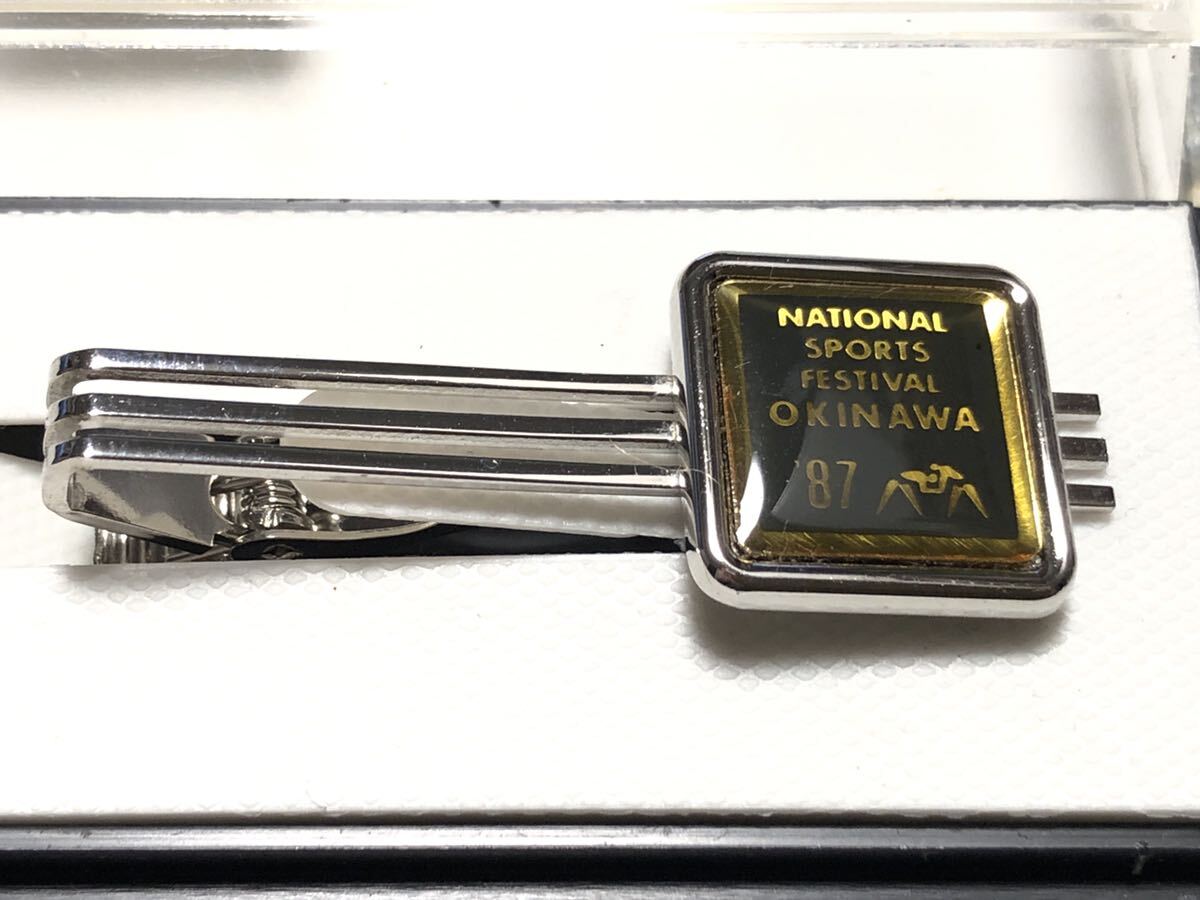 NATIONAL
SPORTS
FESTIVAL
OKINAWA
'87